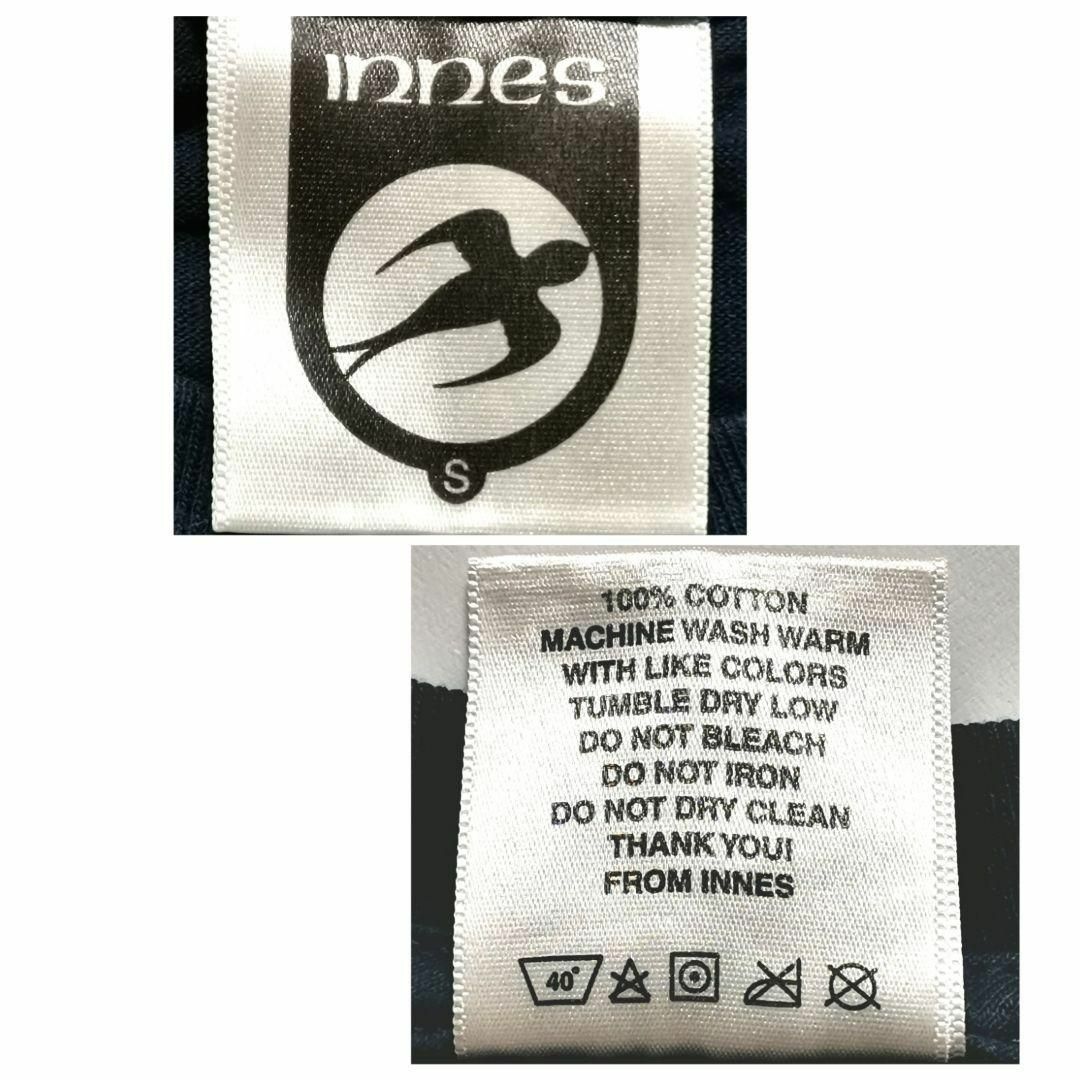 INNES
S
100% COTTON
MACHINE WASH WARM
WITH LIKE COLORS
TUMBLE DRY LOW
DO NOT BLEACH
DO NOT IRON
DO NOT DRY CLEAN
THANK YOU!
FROM INNES
40°